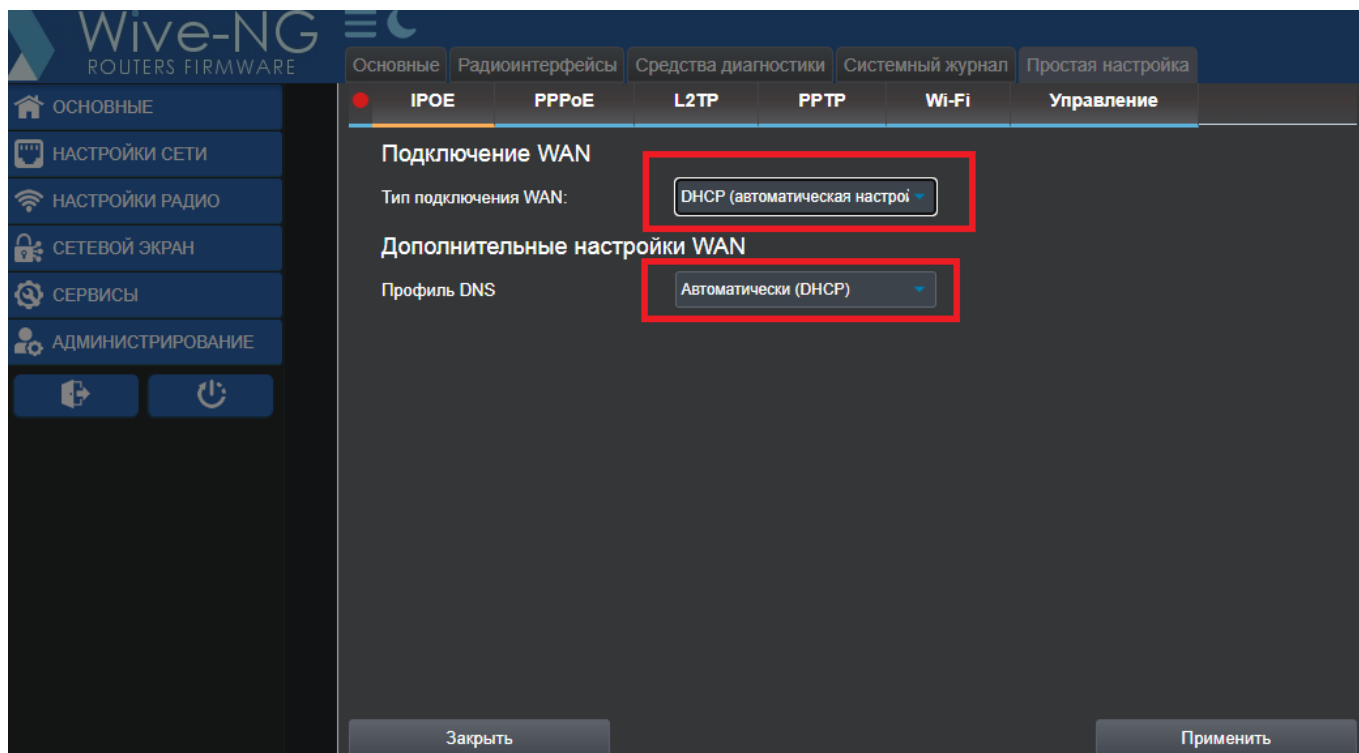 Wive-NG
ROUTERS FIRMWARE
Основные Радиоинтерфейсы Средства диагностики Системный журнал Простая настройка
ОСНОВНЫЕ
НАСТРОЙКИ СЕТИ
НАСТРОЙКИ РАДИО
СЕТЕВОЙ ЭКРАН
СЕРВИСЫ
АДМИНИСТРИРОВАНИЕ
IPOE PPPoE L2TP PPTP Wi-Fi Управление
Подключение WAN
Тип подключения WAN: DHCP (автоматическая настрой
Дополнительные настройки WAN
Профиль DNS Автоматически (DHCP)
Закрыть Применить